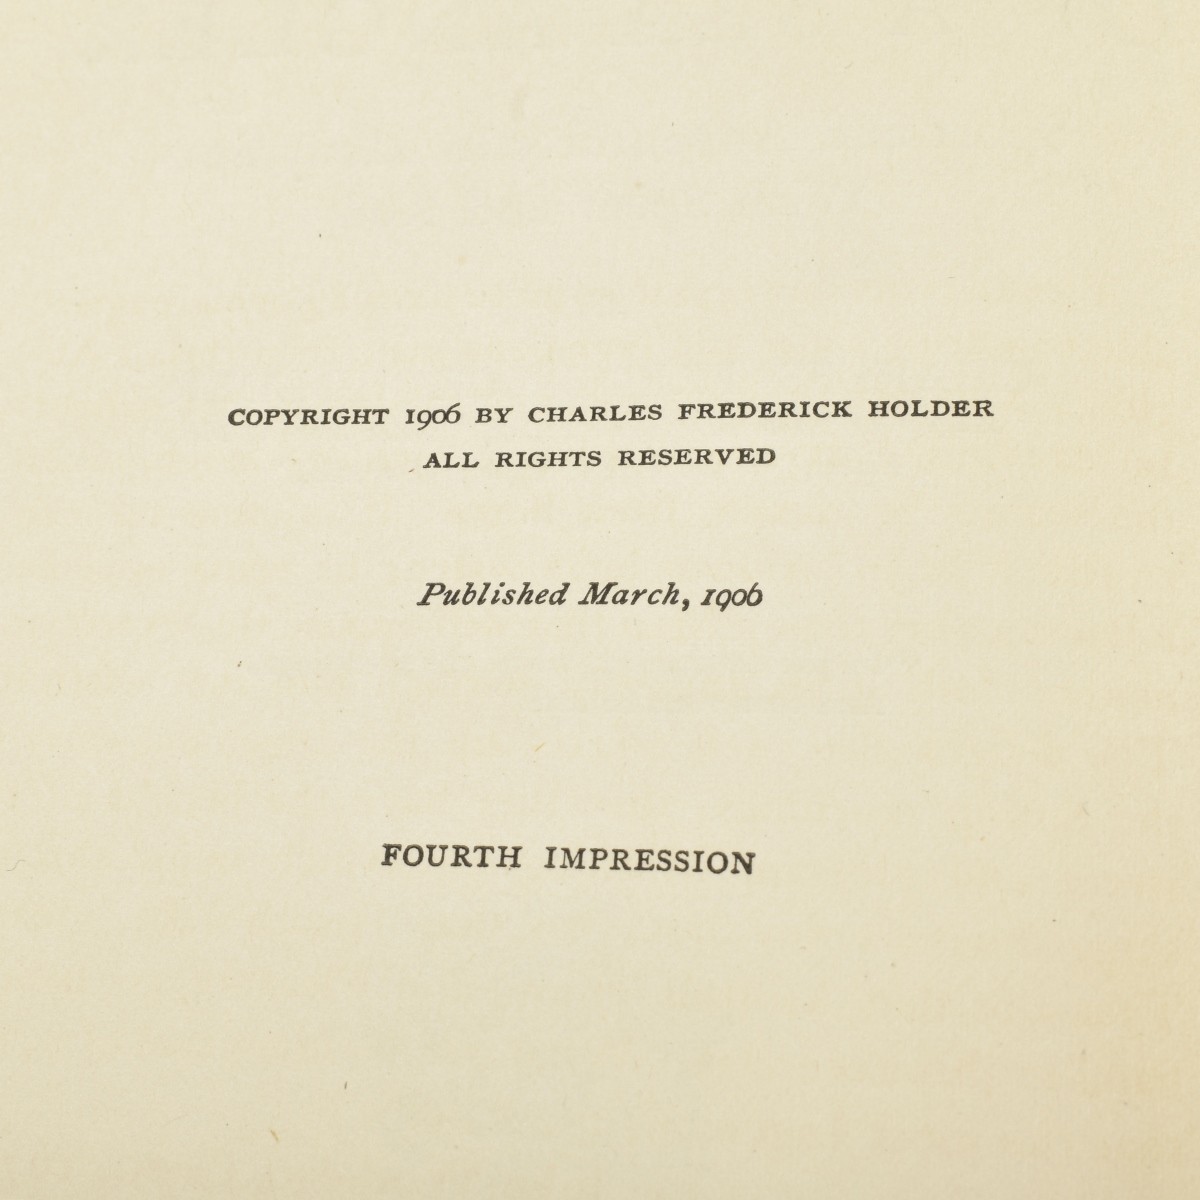 COPYRIGHT 1906 BY CHARLES FREDERICK HOLDER
ALL RIGHTS RESERVED
Published March, 1906
FOURTH IMPRESSION